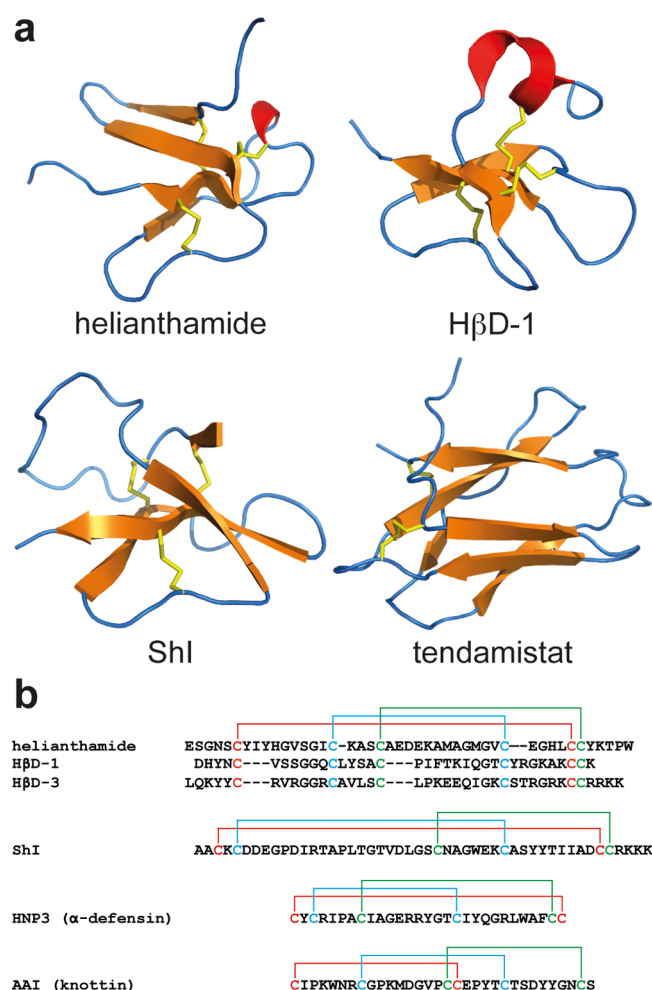 a
helianthamide
HβD-1
ShI
tendamistat
b
helianthamide ESGNSCYIYHGVSGIC-KASCAEDEKAMAGMGVC--EGHLCCYKTPW
HβD-1 DHYNC---VSSGGQCLYSAC---PIFTKIQGTCYRGKAKCCK
HβD-3 LQKYYC---RVRGGRCAVLSC---LPKEEQIGKCSTRGRKCCRRKK
ShI AACKCDDEGPDIRTAPLTGTVDLGSCNAGWEKCASYYTIIADCCRKKK
HNP3 (α-defensin) CYCRIPACIAGERRYGTCIYQGRLWAFCC
AAI (knottin) CIPKWNRCGPKMDGVPCCEPYTCTSDYYGNCS